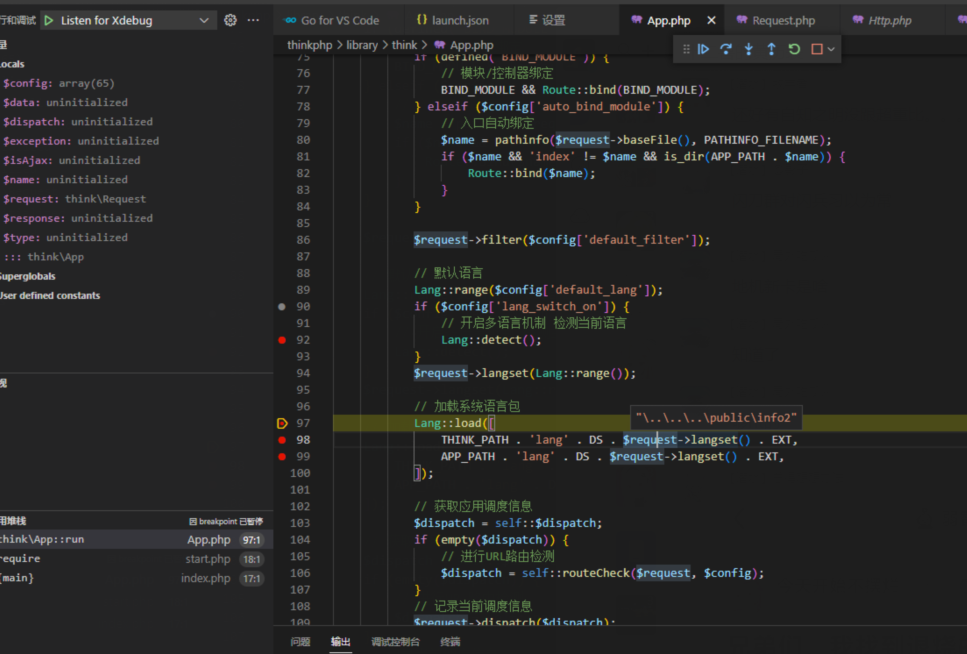 行和调试 Listen for Xdebug
Go for VS Code
launch.json
设置
App.php
Request.php
Http.php
thinkphp > library > think > App.php
量
Locals
$config: array(65)
$data: uninitialized
$dispatch: uninitialized
$exception: uninitialized
$isAjax: uninitialized
$name: uninitialized
$request: think\Request
$response: uninitialized
$type: uninitialized
::: think\App
Superglobals
User defined constants
视
用堆栈
因 breakpoint 已暂停
think\App::run App.php 97:1
require start.php 18:1
{main} index.php 17:1
75 if (defined('BIND_MODULE')) {
76 // 模块/控制器绑定
77 BIND_MODULE && Route::bind(BIND_MODULE);
78 } elseif ($config['auto_bind_module']) {
79 // 入口自动绑定
80 $name = pathinfo($request->baseFile(), PATHINFO_FILENAME);
81 if ($name && 'index' != $name && is_dir(APP_PATH . $name)) {
82 Route::bind($name);
83 }
84 }
85
86 $request->filter($config['default_filter']);
87
88 // 默认语言
89 Lang::range($config['default_lang']);
90 if ($config['lang_switch_on']) {
91 // 开启多语言机制 检测当前语言
92 Lang::detect();
93 }
94 $request->langset(Lang::range());
95
96 // 加载系统语言包
"\..\..\..\public\info2"
97 Lang::load([
98 THINK_PATH . 'lang' . DS . $request->langset() . EXT,
99 APP_PATH . 'lang' . DS . $request->langset() . EXT,
100 ]);
101
102 // 获取应用调度信息
103 $dispatch = self::$dispatch;
104 if (empty($dispatch)) {
105 // 进行URL路由检测
106 $dispatch = self::routeCheck($request, $config);
107 }
108 // 记录当前调度信息
109 $request->dispatch($dispatch);
问题 输出 调试控制台 终端